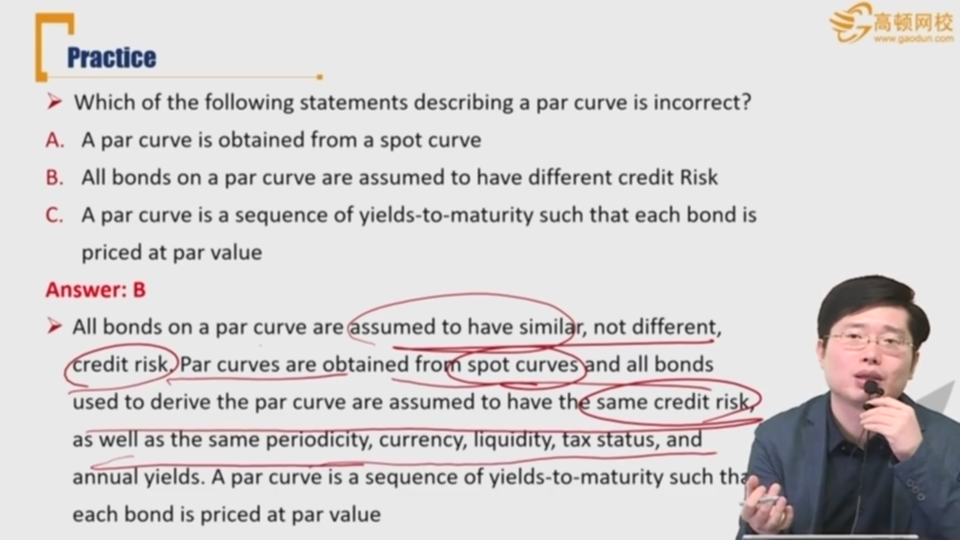 高顿网校
www.gaodun.com
Practice
Which of the following statements describing a par curve is incorrect?
A. A par curve is obtained from a spot curve
B. All bonds on a par curve are assumed to have different credit Risk
C. A par curve is a sequence of yields-to-maturity such that each bond is
priced at par value
Answer: B
All bonds on a par curve are assumed to have similar, not different,
credit risk. Par curves are obtained from spot curves and all bonds
used to derive the par curve are assumed to have the same credit risk,
as well as the same periodicity, currency, liquidity, tax status, and
annual yields. A par curve is a sequence of yields-to-maturity such tha
each bond is priced at par value